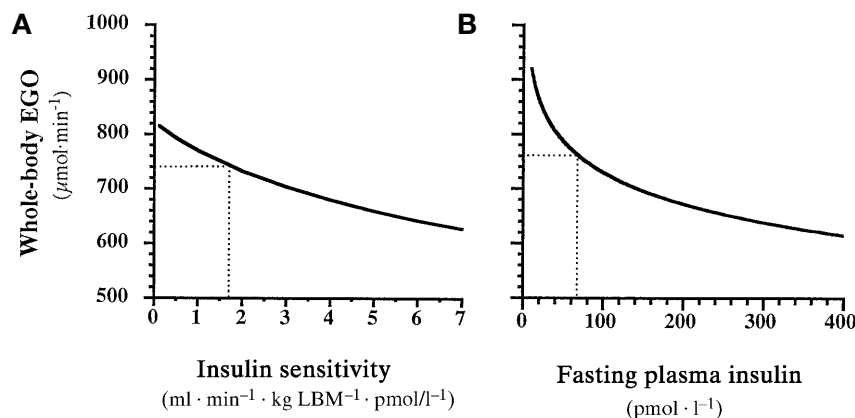 A
B
Whole-body EGO
(µmol·min⁻¹)
1000
900
800
700
600
500
0 1 2 3 4 5 6 7
0 100 200 300 400
Insulin sensitivity
(ml · min⁻¹ · kg LBM⁻¹ · pmol/l⁻¹)
Fasting plasma insulin
(pmol · l⁻¹)